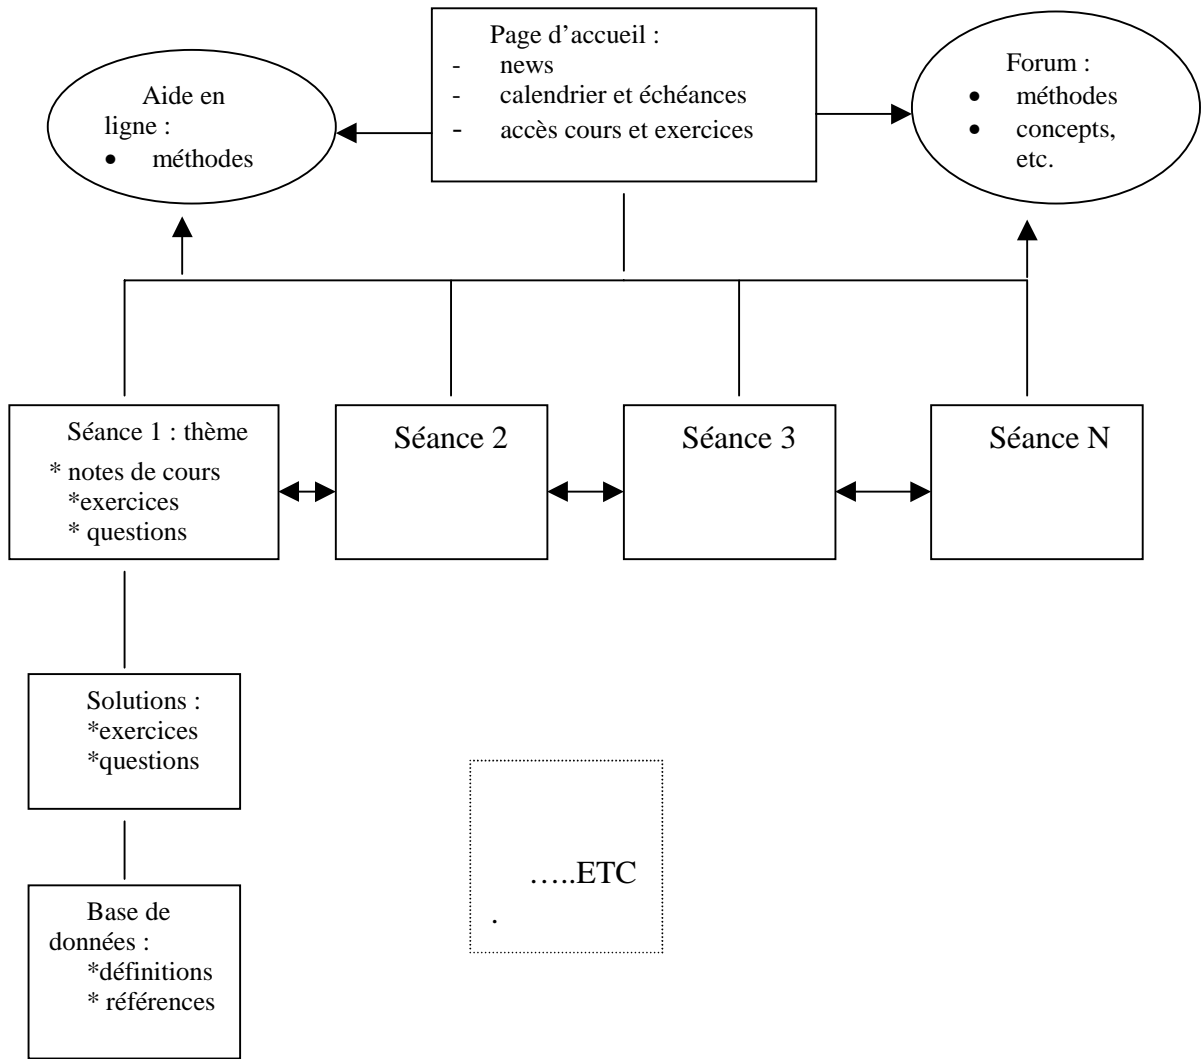 Page d’accueil :
- news
- calendrier et échéances
- accès cours et exercices
Aide en
ligne :
• méthodes
Forum :
• méthodes
• concepts,
etc.
Séance 1 : thème
* notes de cours
*exercices
* questions
Séance 2
Séance 3
Séance N
Solutions :
*exercices
*questions
…..ETC
.
Base de
données :
*définitions
* références